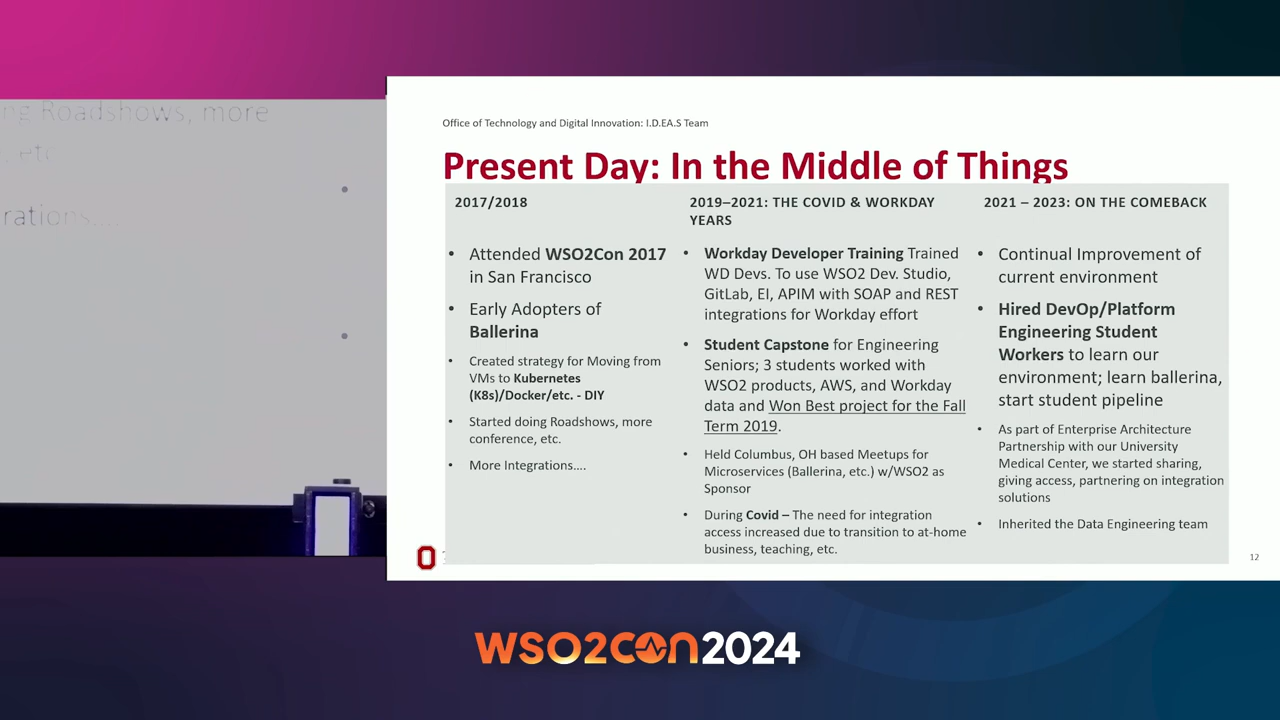 ng Roadshows, more
, etc
rations....
Office of Technology and Digital Innovation: I.D.EA.S Team
Present Day: In the Middle of Things
2017/2018
• Attended WSO2Con 2017
in San Francisco
• Early Adopters of
Ballerina
• Created strategy for Moving from
VMs to Kubernetes
(K8s)/Docker/etc. - DIY
• Started doing Roadshows, more
conference, etc.
• More Integrations....
2019–2021: THE COVID & WORKDAY
YEARS
• Workday Developer Training Trained
WD Devs. To use WSO2 Dev. Studio,
GitLab, EI, APIM with SOAP and REST
integrations for Workday effort
• Student Capstone for Engineering
Seniors; 3 students worked with
WSO2 products, AWS, and Workday
data and Won Best project for the Fall
Term 2019.
• Held Columbus, OH based Meetups for
Microservices (Ballerina, etc.) w/WSO2 as
Sponsor
• During Covid – The need for integration
access increased due to transition to at-home
business, teaching, etc.
2021 – 2023: ON THE COMEBACK
• Continual Improvement of
current environment
• Hired DevOp/Platform
Engineering Student
Workers to learn our
environment; learn ballerina,
start student pipeline
• As part of Enterprise Architecture
Partnership with our University
Medical Center, we started sharing,
giving access, partnering on integration
solutions
• Inherited the Data Engineering team
12
WSO2CON2024